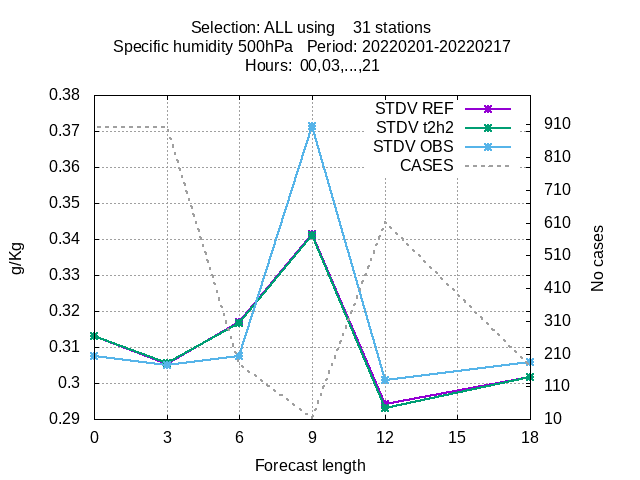 Selection: ALL using    31 stations
Specific humidity 500hPa   Period: 20220201-20220217
Hours:  00,03,...,21
STDV REF
STDV t2h2
STDV OBS
CASES
0.38
0.37
0.36
0.35
0.34
0.33
0.32
0.31
0.3
0.29
g/Kg
910
810
710
610
510
410
310
210
110
10
No cases
0 3 6 9 12 15 18
Forecast length